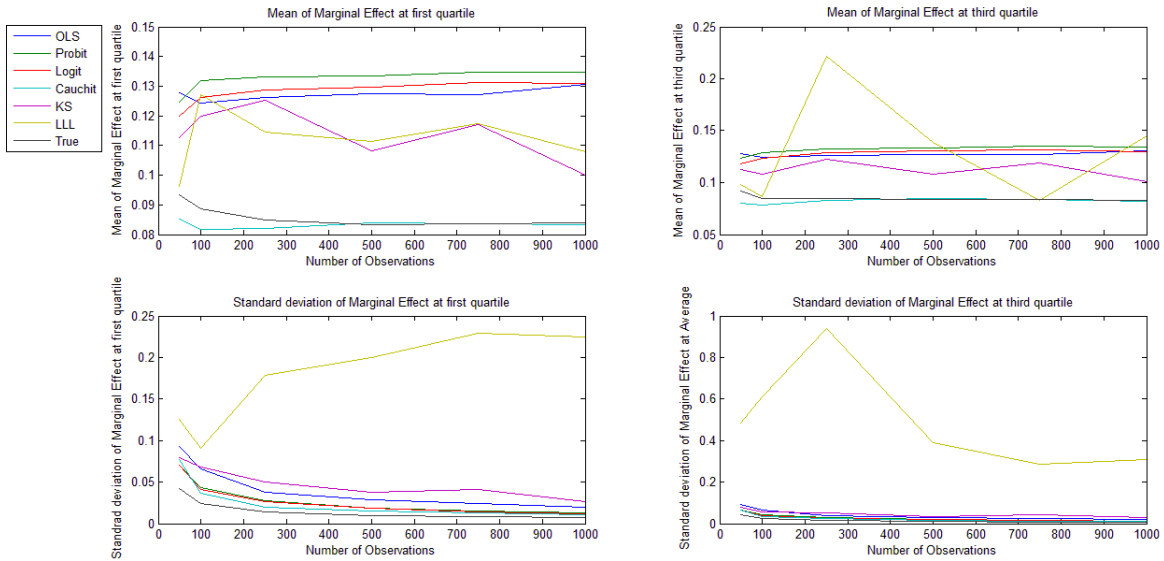 OLS
Probit
Logit
Cauchit
KS
LLL
True
Mean of Marginal Effect at first quartile
Mean of Marginal Effect at first quartile
0.15
0.14
0.13
0.12
0.11
0.1
0.09
0.08
0 100 200 300 400 500 600 700 800 900 1000
Number of Observations
Mean of Marginal Effect at third quartile
Mean of Marginal Effect at third quartile
0.25
0.2
0.15
0.1
0.05
0 100 200 300 400 500 600 700 800 900 1000
Number of Observations
Standard deviation of Marginal Effect at first quartile
Standrad deviation of Marginal Effect at first quartile
0.25
0.2
0.15
0.1
0.05
0
0 100 200 300 400 500 600 700 800 900 1000
Number of Observations
Standard deviation of Marginal Effect at third quartile
Standard deviation of Marginal Effect at Average
1
0.8
0.6
0.4
0.2
0
0 100 200 300 400 500 600 700 800 900 1000
Number of Observations